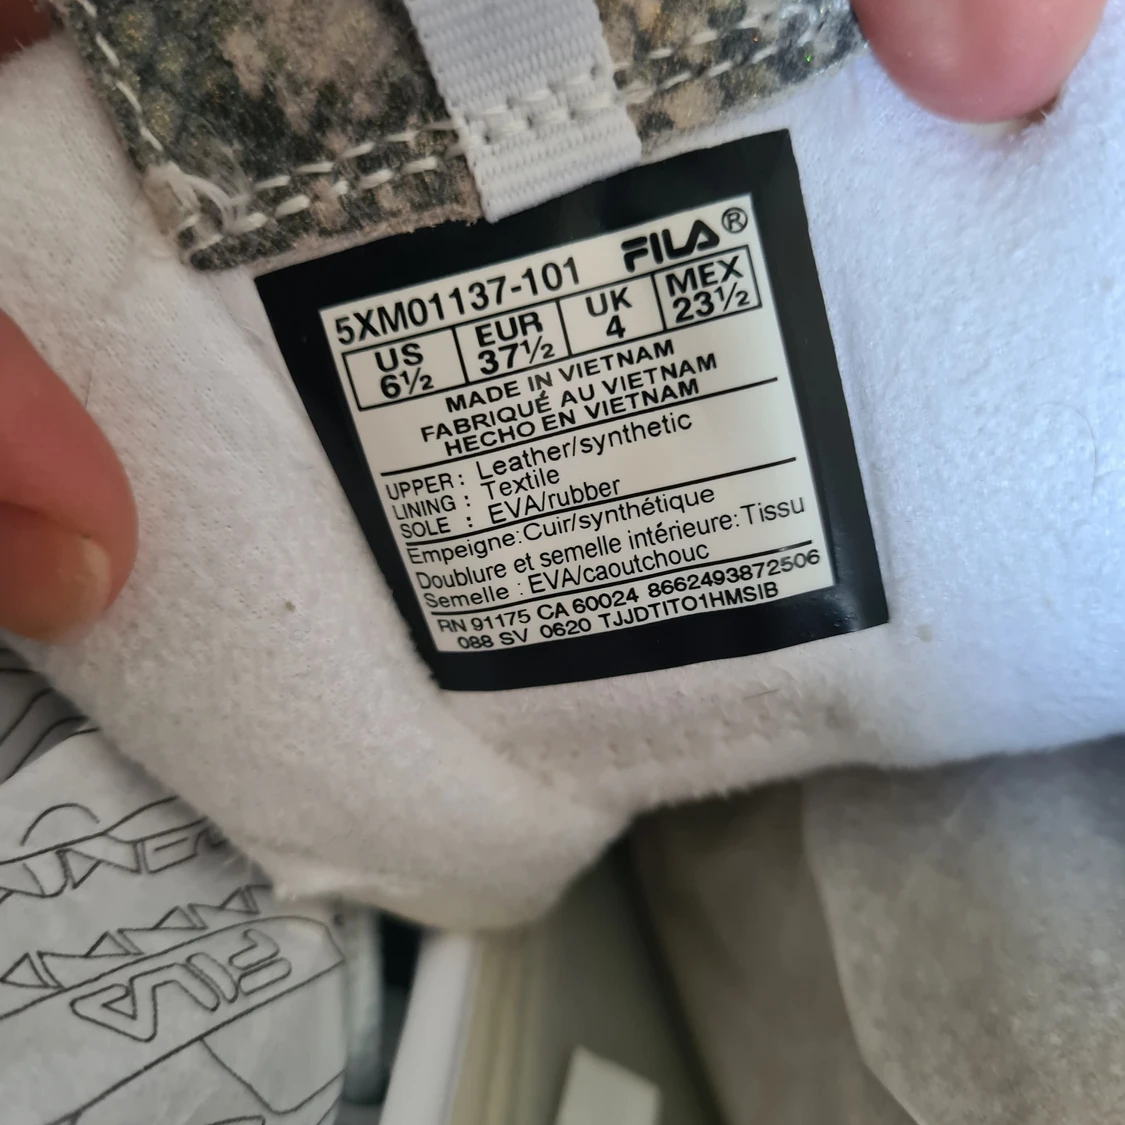 5XM01137-101 FILA®
US EUR UK MEX
6½ 37½ 4 23½
MADE IN VIETNAM
FABRIQUÉ AU VIETNAM
HECHO EN VIETNAM
UPPER : Leather/synthetic
LINING : Textile
SOLE : EVA/rubber
Empeigne:Cuir/synthétique
Doublure et semelle intérieure:Tissu
Semelle : EVA/caoutchouc
RN 91175 CA 60024 8662493872506
088 SV 0620 TJJDTITO1HMSIB
FILA